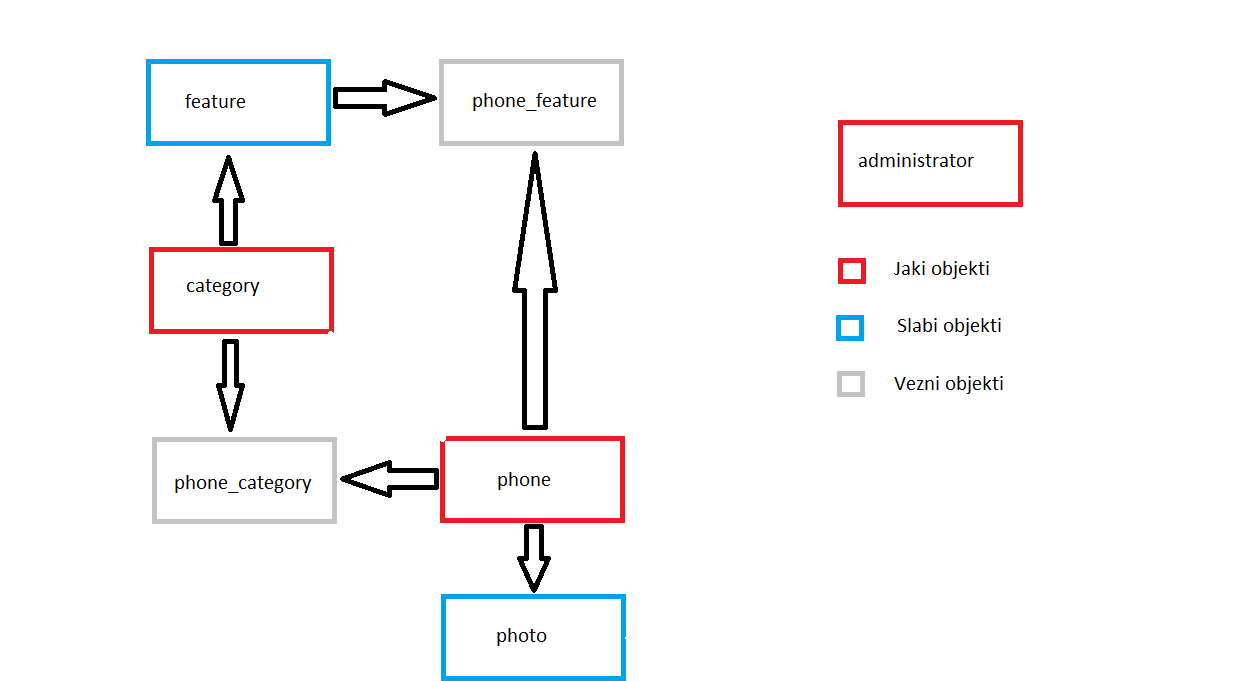 feature
phone_feature
administrator
category
Jaki objekti
Slabi objekti
Vezni objekti
phone_category
phone
photo